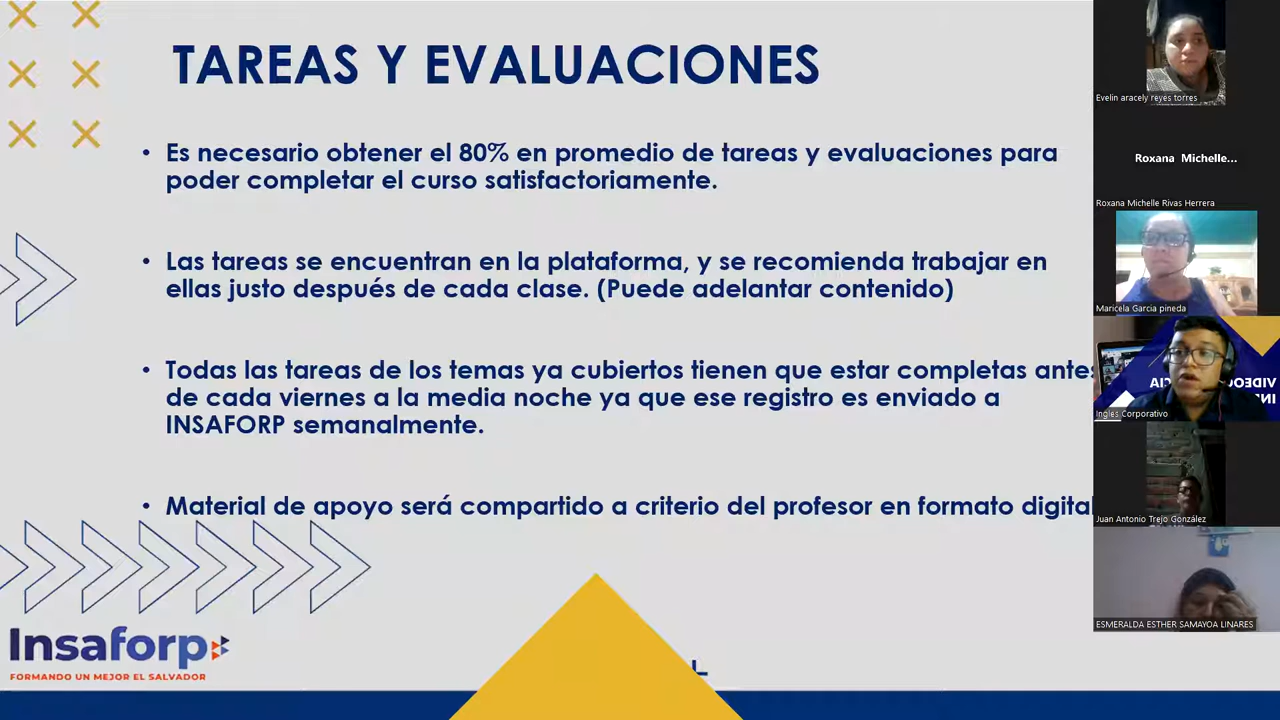 TAREAS Y EVALUACIONES
• Es necesario obtener el 80% en promedio de tareas y evaluaciones para
poder completar el curso satisfactoriamente.
• Las tareas se encuentran en la plataforma, y se recomienda trabajar en
ellas justo después de cada clase. (Puede adelantar contenido)
• Todas las tareas de los temas ya cubiertos tienen que estar completas antes
de cada viernes a la media noche ya que ese registro es enviado a
INSAFORP semanalmente.
• Material de apoyo será compartido a criterio del profesor en formato digital
Insaforp
FORMANDO UN MEJOR EL SALVADOR
Evelin aracely reyes torres
Roxana Michelle...
Roxana Michelle Rivas Herrera
Maricela Garcia pineda
Ingles Corporativo
Juan Antonio Trejo González
ESMERALDA ESTHER SAMAYOA LINARES